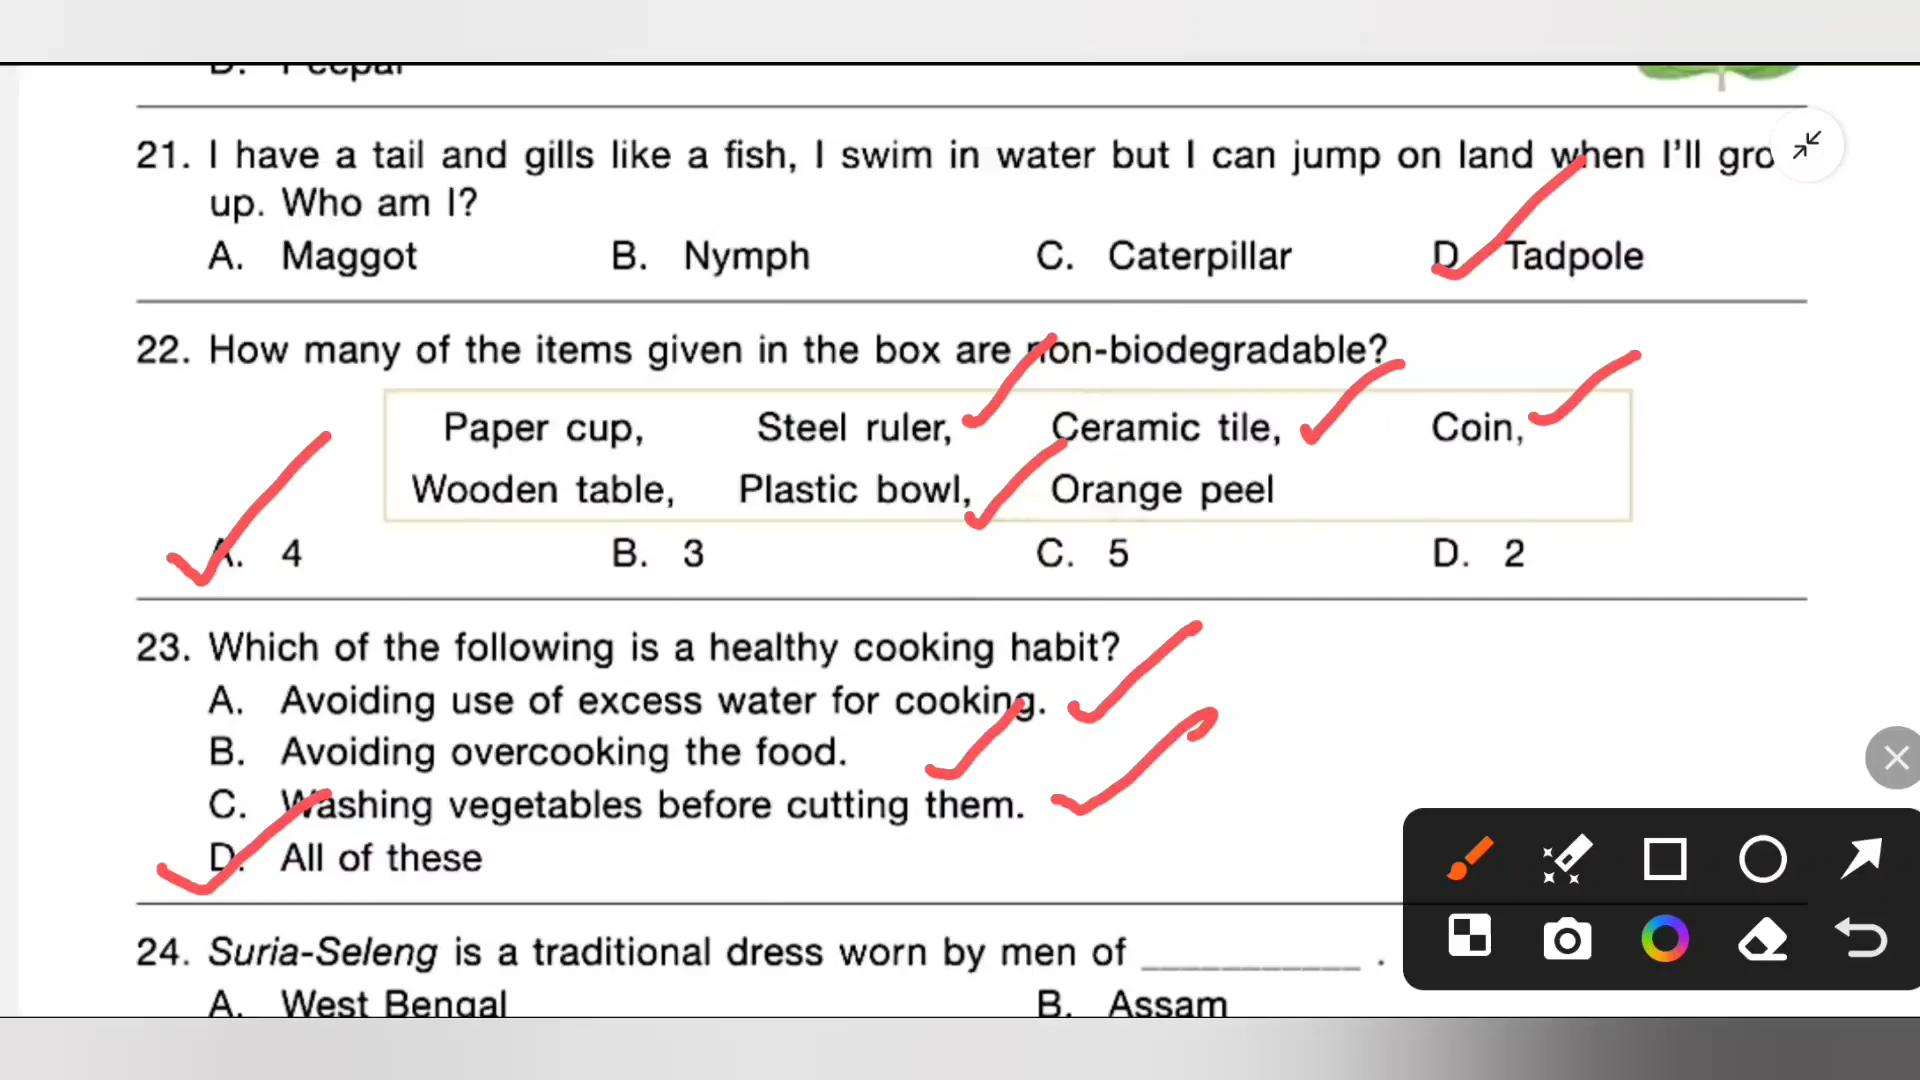 D. Peepal
21. I have a tail and gills like a fish, I swim in water but I can jump on land when I'll gro
up. Who am I?
A. Maggot B. Nymph C. Caterpillar D. Tadpole
22. How many of the items given in the box are non-biodegradable?
Paper cup, Steel ruler, Ceramic tile, Coin,
Wooden table, Plastic bowl, Orange peel
A. 4 B. 3 C. 5 D. 2
23. Which of the following is a healthy cooking habit?
A. Avoiding use of excess water for cooking.
B. Avoiding overcooking the food.
C. Washing vegetables before cutting them.
D. All of these
24. Suria-Seleng is a traditional dress worn by men of ___________ .
A. West Bengal B. Assam